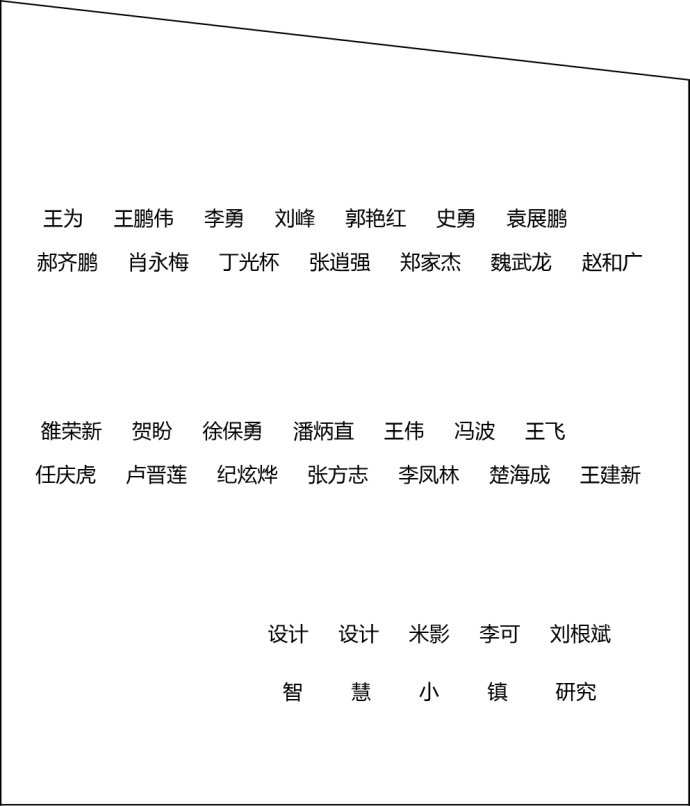 王为 王鹏伟 李勇 刘峰 郭艳红 史勇 袁展鹏
郝齐鹏 肖永梅 丁光杯 张逍强 郑家杰 魏武龙 赵和广
雒荣新 贺盼 徐保勇 潘炳直 王伟 冯波 王飞
任庆虎 卢晋莲 纪炫烨 张方志 李凤林 楚海成 王建新
设计 设计 米影 李可 刘根斌
智 慧 小 镇 研究